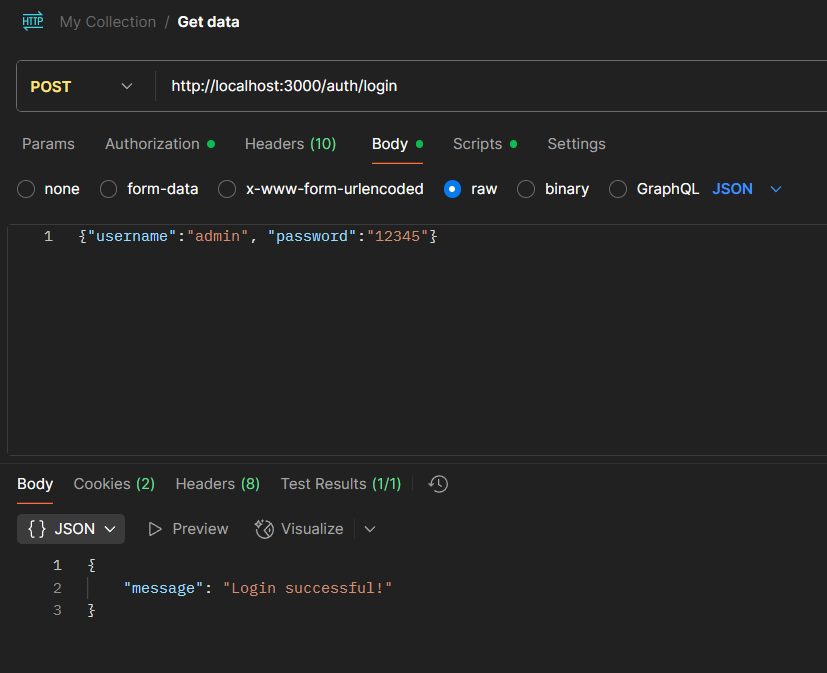 HTTP My Collection / Get data
POST http://localhost:3000/auth/login
Params Authorization Headers (10) Body Scripts Settings
none form-data x-www-form-urlencoded raw binary GraphQL JSON
1 {"username":"admin", "password":"12345"}
Body Cookies (2) Headers (8) Test Results (1/1)
{} JSON Preview Visualize
1 {
2 "message": "Login successful!"
3 }